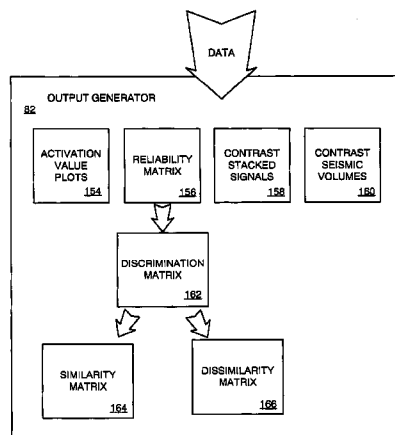 DATA
OUTPUT GENERATOR
82
ACTIVATION
VALUE
PLOTS
154
RELIABILITY
MATRIX
156
CONTRAST
STACKED
SIGNALS
158
CONTRAST
SEISMIC
VOLUMES
160
DISCRIMINATION
MATRIX
162
SIMILARITY
MATRIX
164
DISSIMILARITY
MATRIX
166